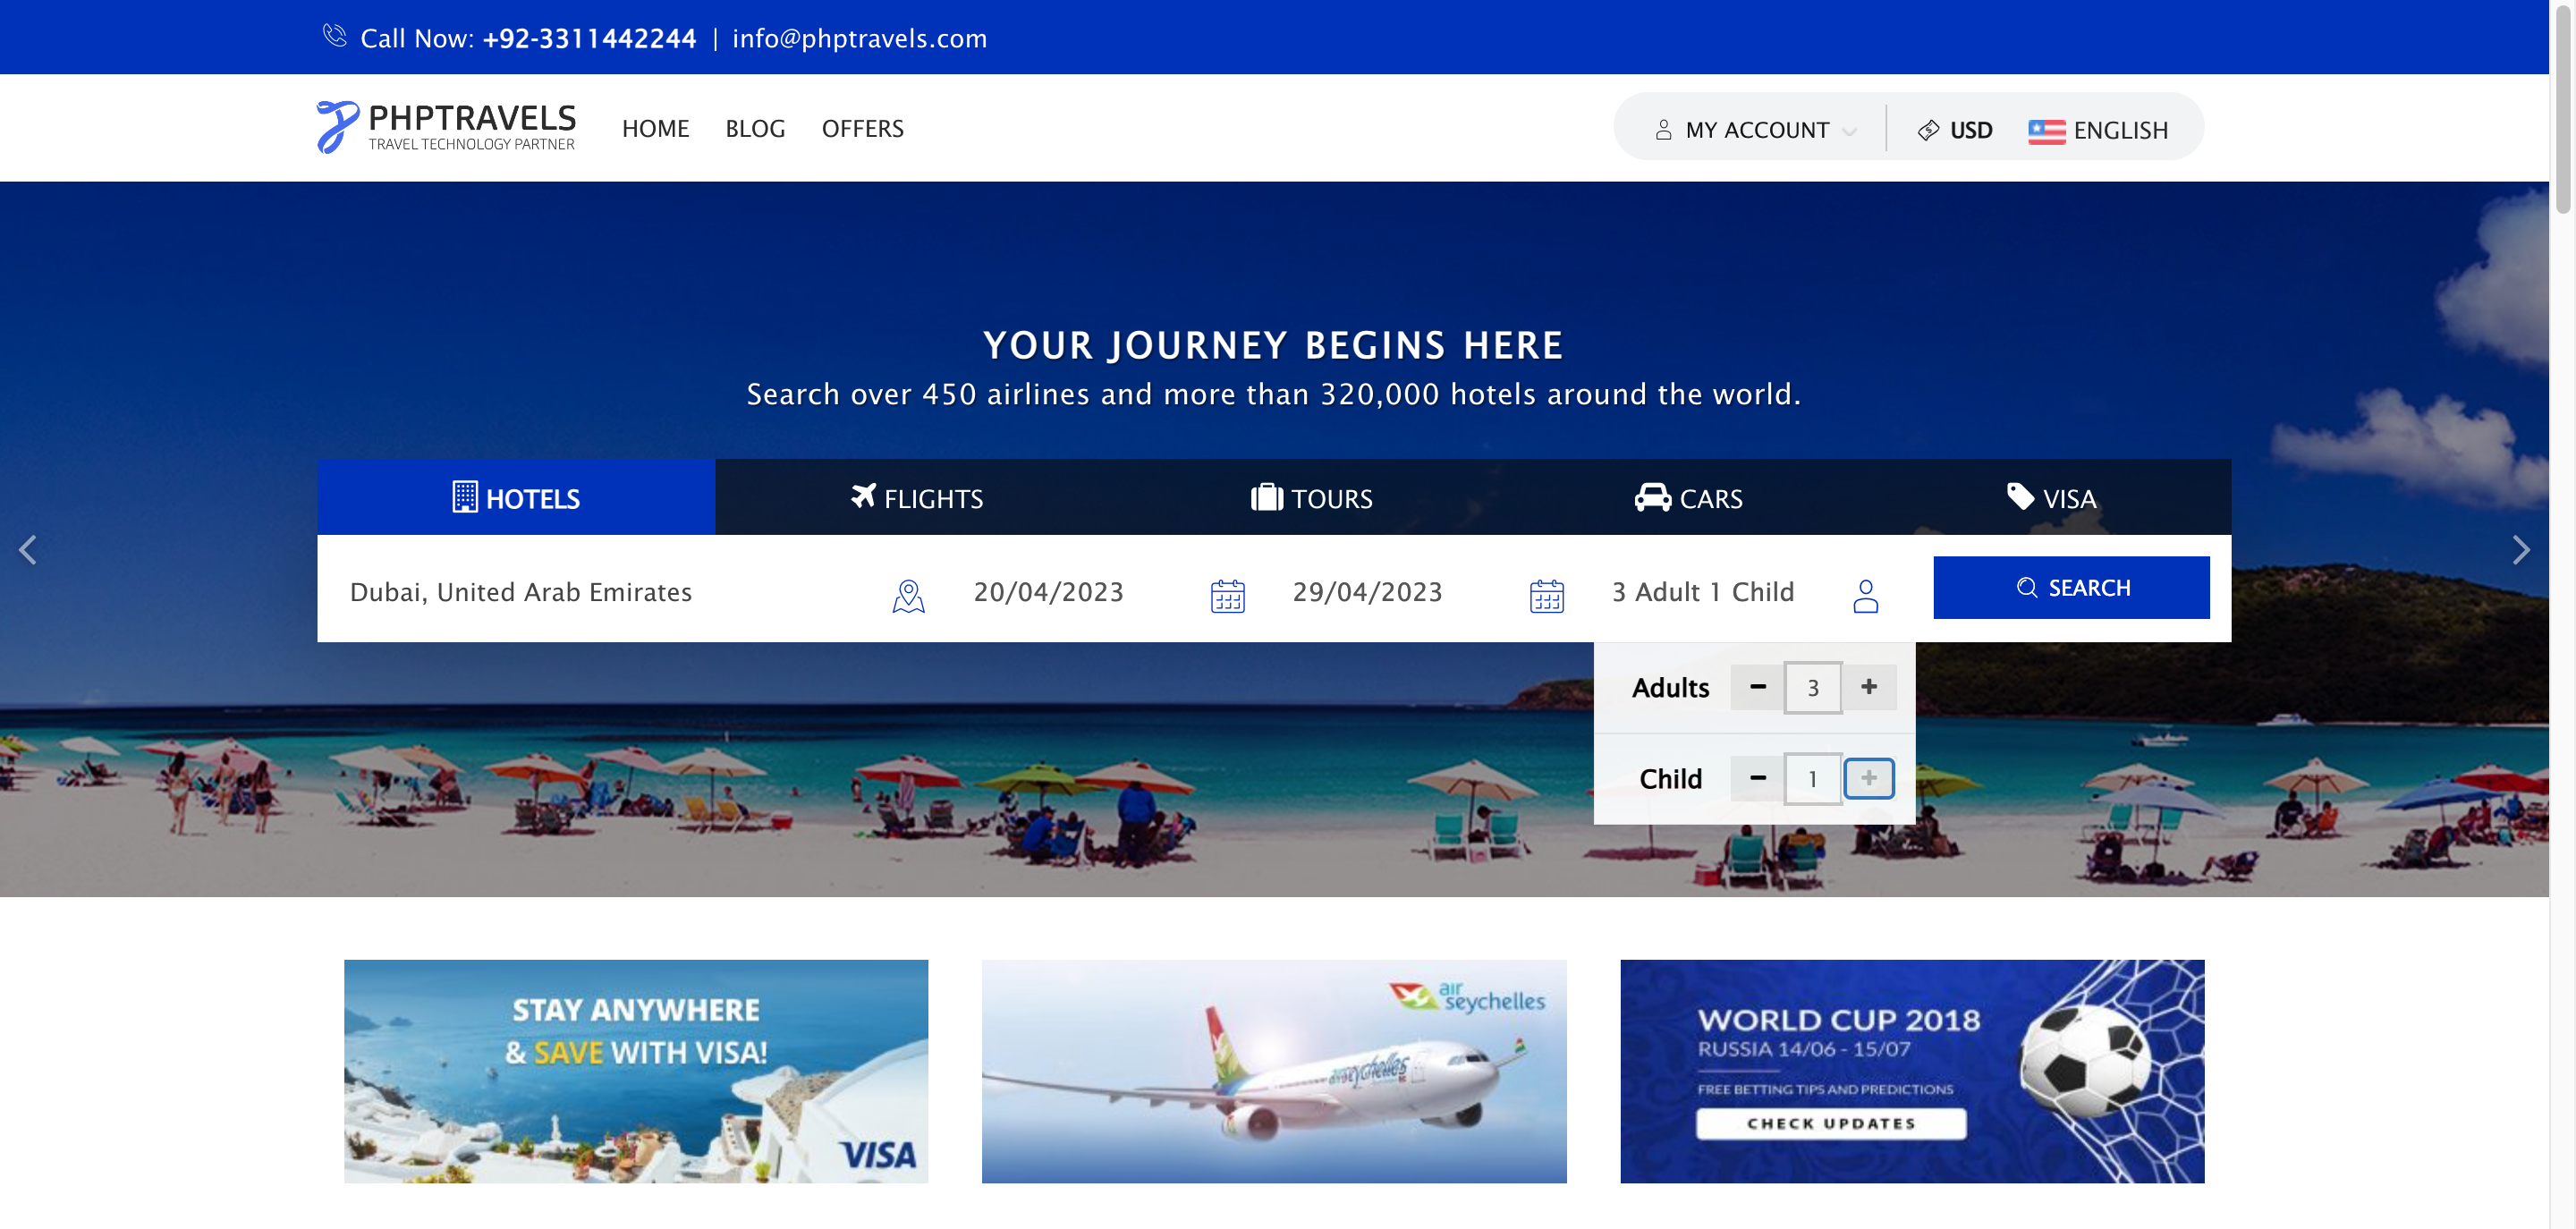 Call Now: +92-3311442244 | info@phptravels.com
PHPTRAVELS
TRAVEL TECHNOLOGY PARTNER
HOME BLOG OFFERS
MY ACCOUNT
USD
ENGLISH
YOUR JOURNEY BEGINS HERE
Search over 450 airlines and more than 320,000 hotels around the world.
HOTELS FLIGHTS TOURS CARS VISA
Dubai, United Arab Emirates 20/04/2023 29/04/2023 3 Adult 1 Child SEARCH
Adults - 3 +
Child - 1 +
STAY ANYWHERE
& SAVE WITH VISA!
VISA
air
seychelles
air seychelles
WORLD CUP 2018
RUSSIA 14/06 - 15/07
FREE BETTING TIPS AND PREDICTIONS
CHECK UPDATES